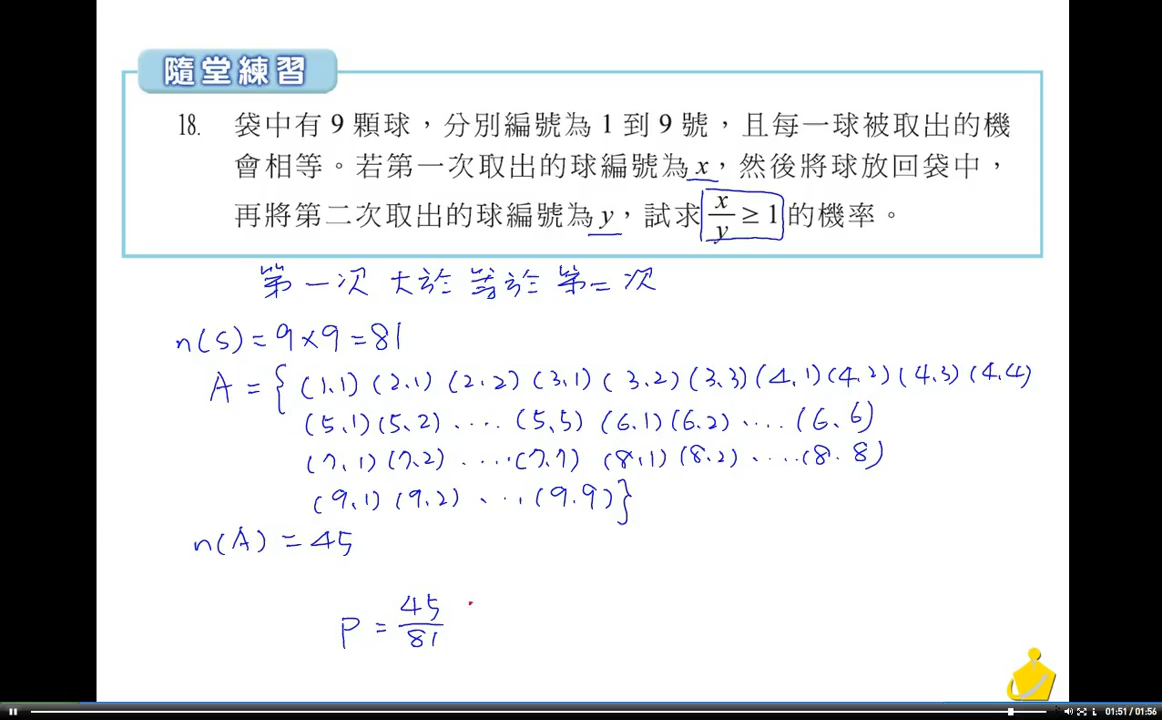 隨堂練習
18. 袋中有 9 顆球，分別編號為 1 到 9 號，且每一球被取出的機
會相等。若第一次取出的球編號為 x，然後將球放回袋中，
再將第二次取出的球編號為 y，試求 x/y ≥ 1 的機率。
第一次 大於 等於 第二次
n(S) = 9 × 9 = 81
A = { (1.1) (2.1) (2.2) (3.1) (3.2) (3.3) (4.1) (4.2) (4.3) (4.4)
(5.1) (5.2) .... (5.5) (6.1) (6.2) .... (6.6)
(7.1) (7.2) .... (7.7) (8.1) (8.2) .... (8.8)
(9.1) (9.2) .... (9.9) }
n(A) = 45
P = 45/81
01:51 / 01:56